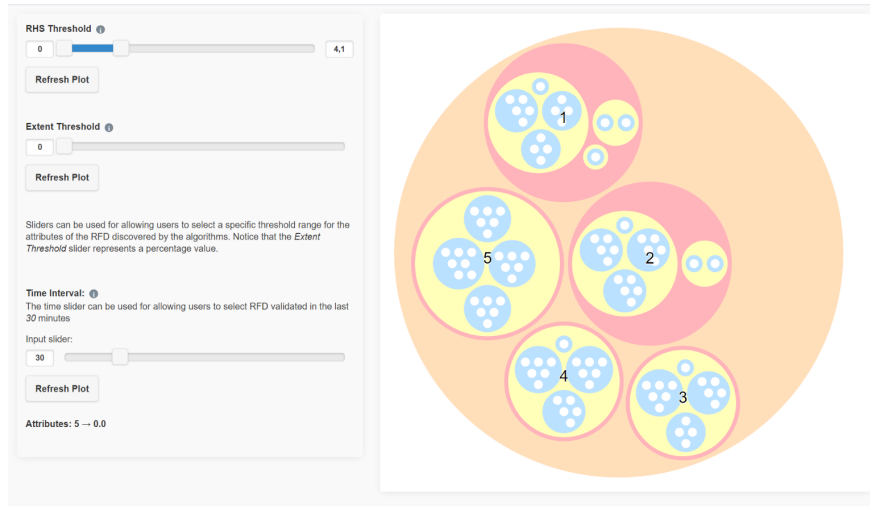 RHS Threshold
0
4,1
Refresh Plot
Extent Threshold
0
Refresh Plot
Sliders can be used for allowing users to select a specific threshold range for the
attributes of the RFD discovered by the algorithms. Notice that the Extent
Threshold slider represents a percentage value.
Time Interval:
The time slider can be used for allowing users to select RFD validated in the last
30 minutes
Input slider:
30
Refresh Plot
Attributes: 5 → 0.0
1
5
2
4
3